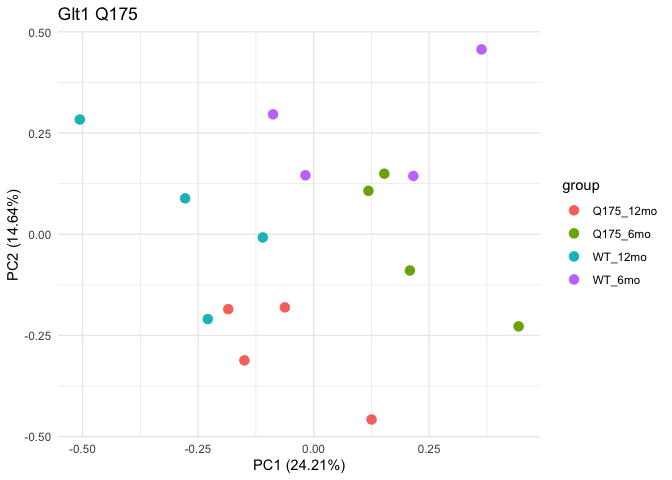 Glt1 Q175
0.50
0.25
0.00
-0.25
-0.50
PC2 (14.64%)
-0.50
-0.25
0.00
0.25
PC1 (24.21%)
group
Q175_12mo
Q175_6mo
WT_12mo
WT_6mo